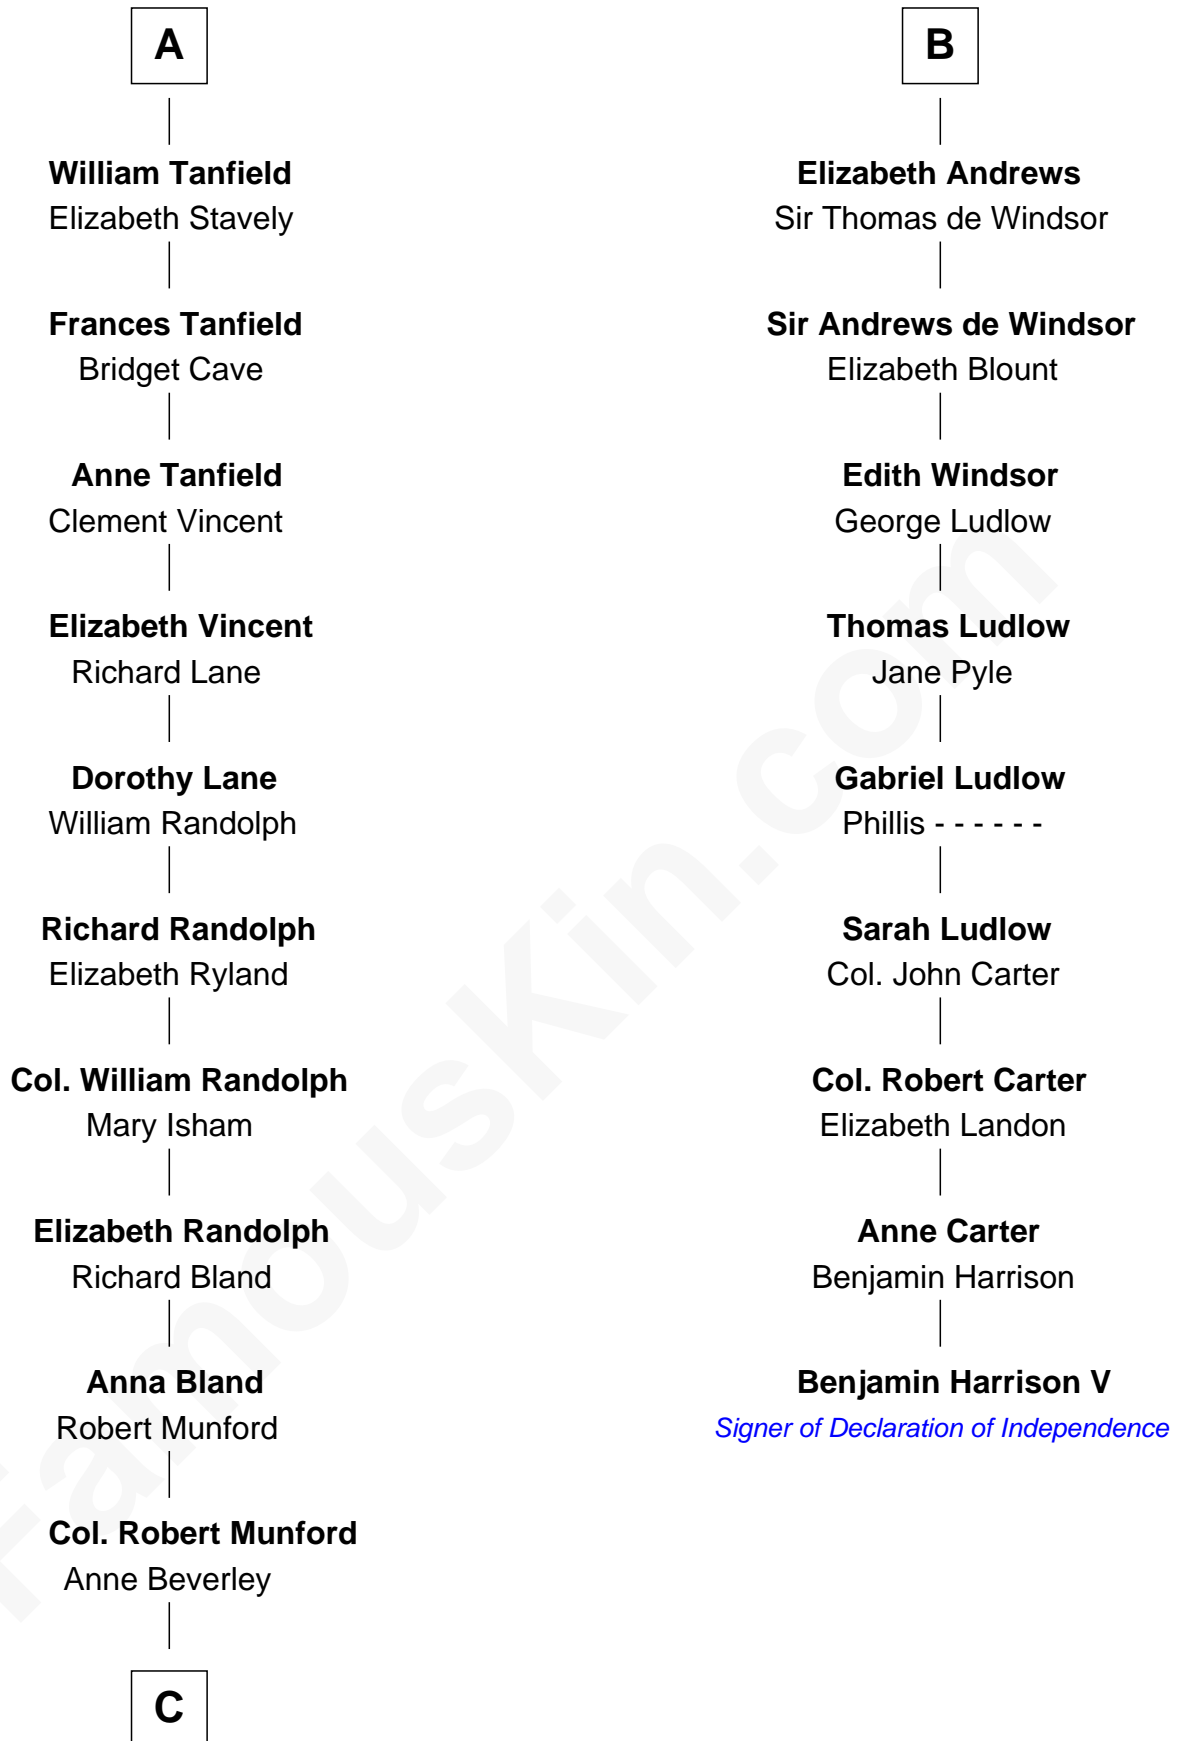 A
William Tanfield
Elizabeth Stavely
Frances Tanfield
Bridget Cave
Anne Tanfield
Clement Vincent
Elizabeth Vincent
Richard Lane
Dorothy Lane
William Randolph
Richard Randolph
Elizabeth Ryland
Col. William Randolph
Mary Isham
Elizabeth Randolph
Richard Bland
Anna Bland
Robert Munford
Col. Robert Munford
Anne Beverley
C
B
Elizabeth Andrews
Sir Thomas de Windsor
Sir Andrews de Windsor
Elizabeth Blount
Edith Windsor
George Ludlow
Thomas Ludlow
Jane Pyle
Gabriel Ludlow
Phillis - - - - - -
Sarah Ludlow
Col. John Carter
Col. Robert Carter
Elizabeth Landon
Anne Carter
Benjamin Harrison
Benjamin Harrison V
Signer of Declaration of Independence
FamousKin.com